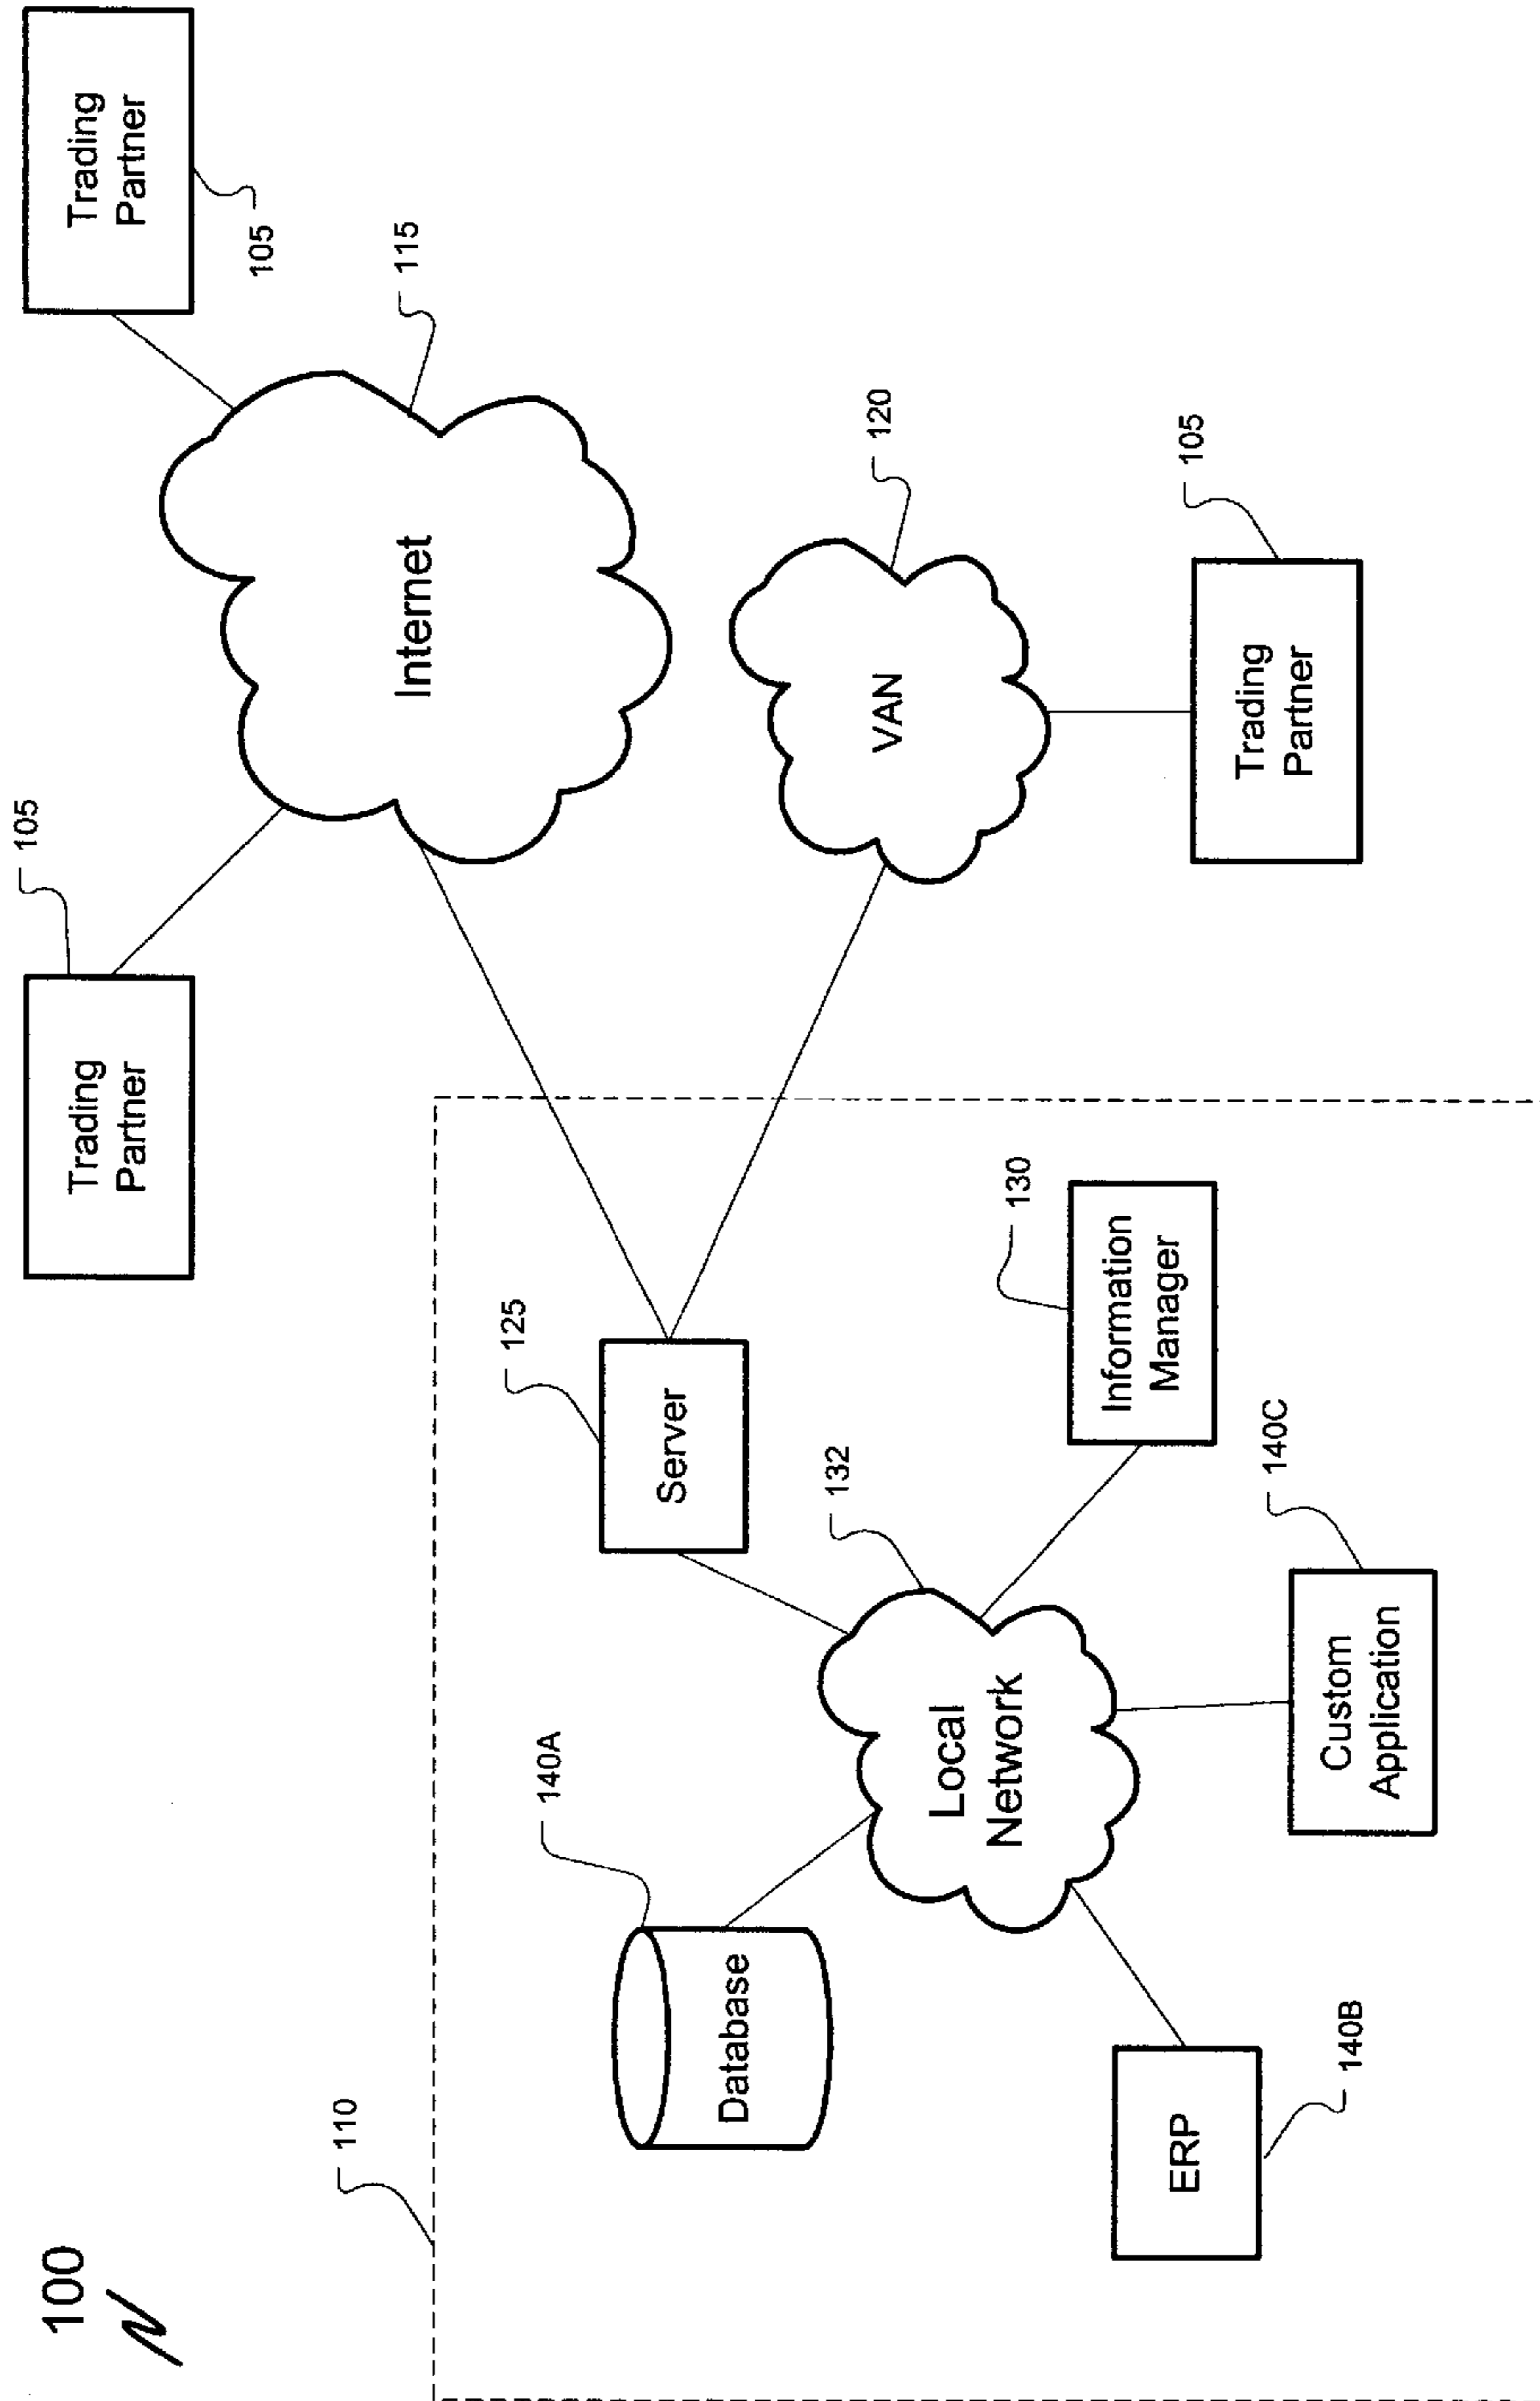 100
110
105
Trading
Partner
Trading
Partner
105
Internet
115
VAN
120
Trading
Partner
105
Server
125
Database
140A
Local
Network
132
Information
Manager
130
ERP
140B
Custom
Application
140C